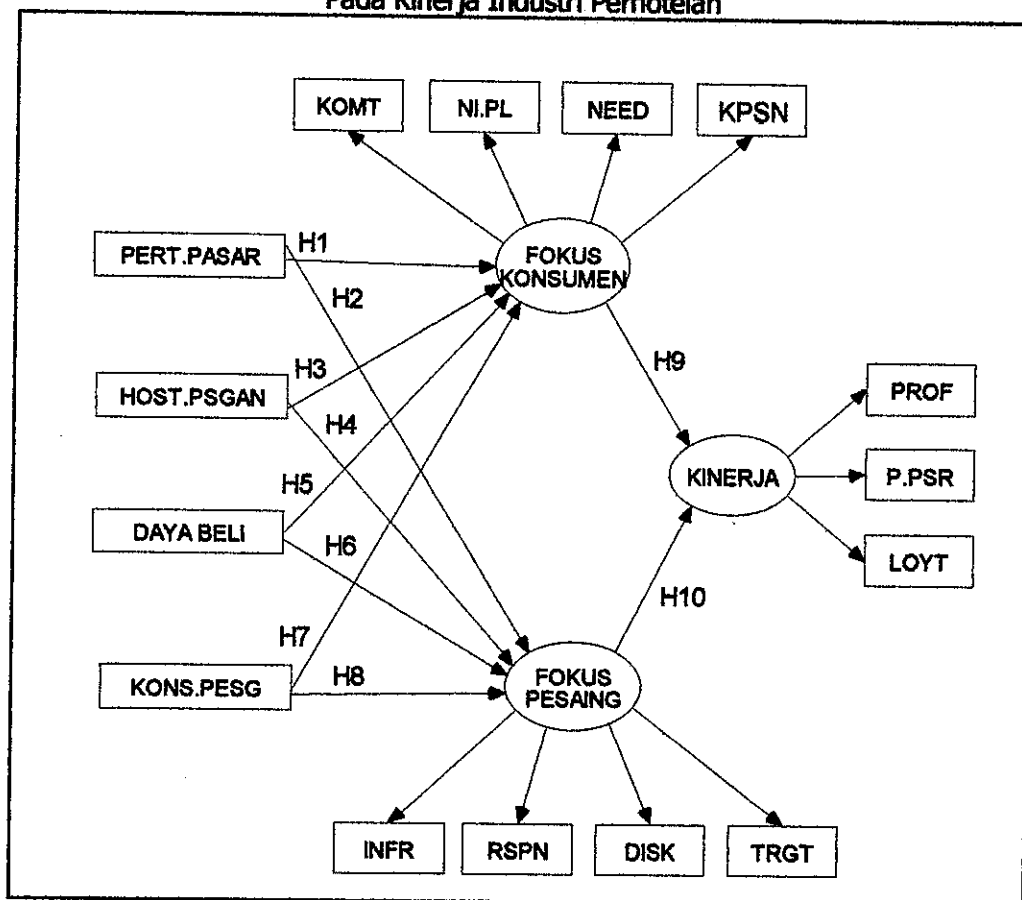 Pada Kinerja Industri Perhotelan
KOMT
NI.PL
NEED
KPSN
PERT.PASAR
H1
FOKUS
KONSUMEN
H2
HOST.PSGAN
H3
H4
H9
PROF
KINERJA
P.PSR
H5
DAYA BELI
H6
LOYT
H10
H7
KONS.PESG
H8
FOKUS
PESAING
INFR
RSPN
DISK
TRGT